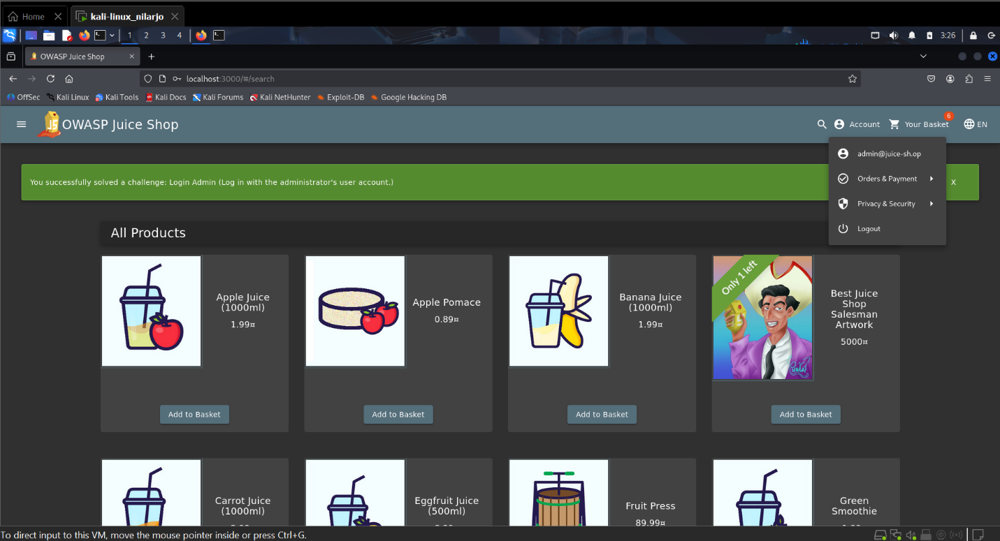 Home
kali-linux_nilarjo
1 2 3 4
3:26
OWASP Juice Shop
localhost:3000/#/search
OffSec Kali Linux Kali Tools Kali Docs Kali Forums Kali NetHunter Exploit-DB Google Hacking DB
JS
OWASP Juice Shop
Account Your Basket 6 EN
admin@juice-sh.op
Orders & Payment
Privacy & Security
Logout
You successfully solved a challenge: Login Admin (Log in with the administrator's user account.)
X
All Products
Apple Juice
(1000ml)
1.99¤
Add to Basket
Apple Pomace
0.89¤
Add to Basket
Banana Juice
(1000ml)
1.99¤
Add to Basket
Only 1 left
Best Juice
Shop
Salesman
Artwork
5000¤
Add to Basket
Carrot Juice
(1000ml)
Eggfruit Juice
(500ml)
Fruit Press
89.99¤
Green
Smoothie
To direct input to this VM, move the mouse pointer inside or press Ctrl+G.